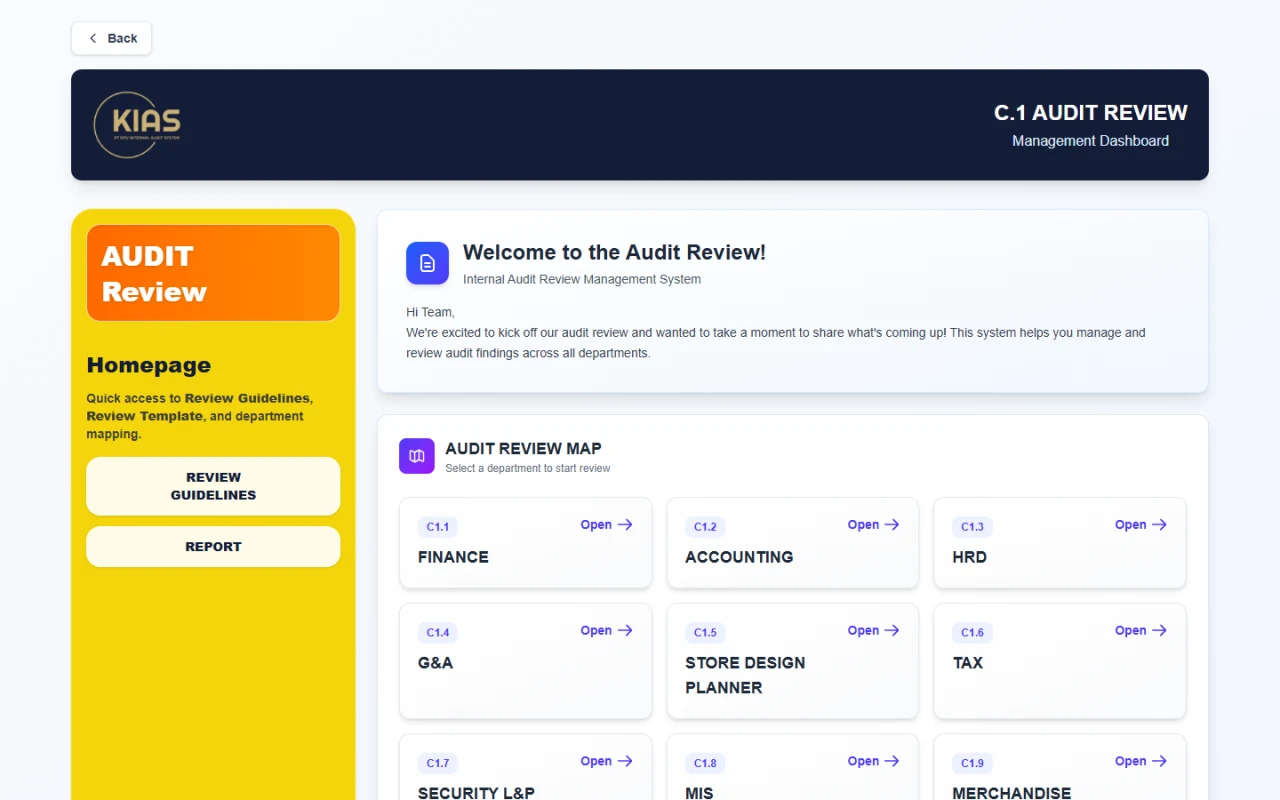 Back
KIAS
PT KPU INTERNAL AUDIT SYSTEM
C.1 AUDIT REVIEW
Management Dashboard
AUDIT
Review
Homepage
Quick access to Review Guidelines,
Review Template, and department
mapping.
REVIEW
GUIDELINES
REPORT
Welcome to the Audit Review!
Internal Audit Review Management System
Hi Team,
We're excited to kick off our audit review and wanted to take a moment to share what's coming up! This system helps you manage and
review audit findings across all departments.
AUDIT REVIEW MAP
Select a department to start review
C1.1
Open
FINANCE
C1.2
Open
ACCOUNTING
C1.3
Open
HRD
C1.4
Open
G&A
C1.5
Open
STORE DESIGN
PLANNER
C1.6
Open
TAX
C1.7
Open
SECURITY L&P
C1.8
Open
MIS
C1.9
Open
MERCHANDISE